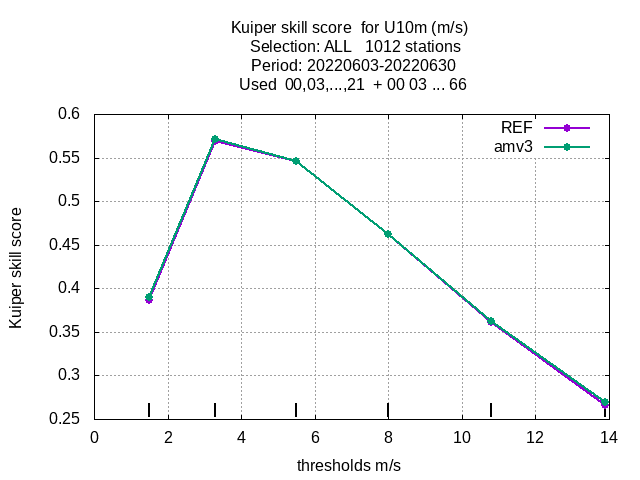 Kuiper skill score  for U10m (m/s)
Selection: ALL   1012 stations
Period: 20220603-20220630
Used  00,03,...,21  + 00 03 ... 66
0.6
0.55
0.5
0.45
0.4
0.35
0.3
0.25
Kuiper skill score
REF
amv3
0 2 4 6 8 10 12 14
thresholds m/s